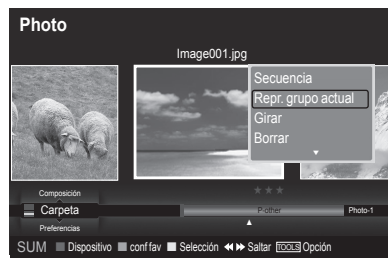 Photo
Image001.jpg
Secuencia
Repr. grupo actual
Girar
Borrar
Composición
Carpeta
P-other
Photo-1
Preferencias
SUM Dispositivo conf fav Selección Saltar TOOLS Opción